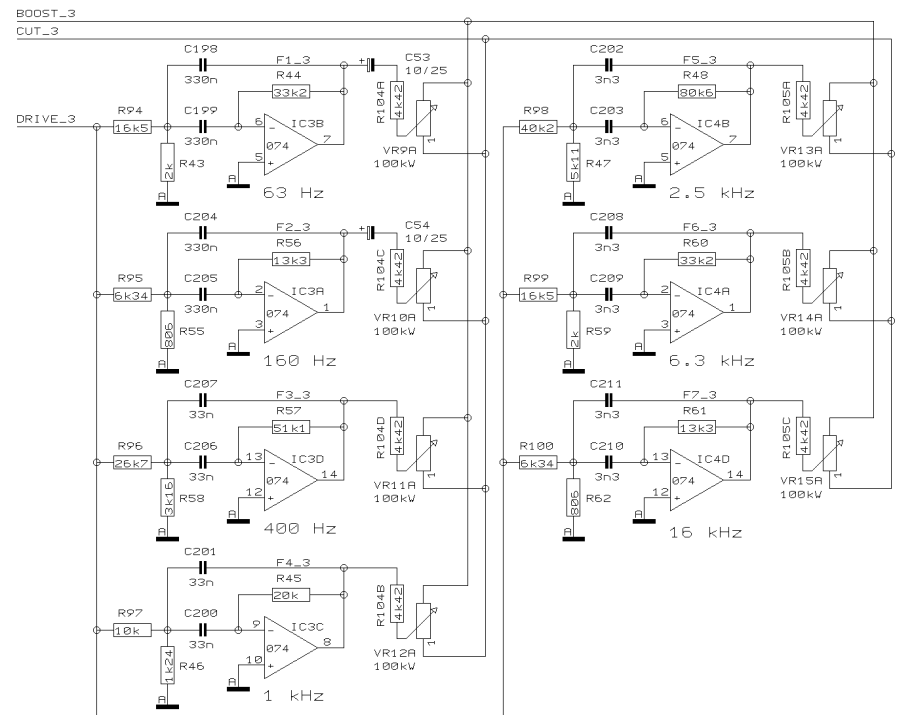 BOOST_3
CUT_3
DRIVE_3
C198
330n
F1_3
R44
33k2
+
C53
10/25
R94
16k5
C199
330n
R43
2k
A
A
6
5
7
-
+
IC3B
074
63 Hz
R104A
4k42
VR9A
100kW
1
C204
330n
F2_3
R56
13k3
+
C54
10/25
R95
6k34
C205
330n
R55
806
A
A
2
3
1
-
+
IC3A
074
160 Hz
R104C
4k42
VR10A
100kW
1
C207
33n
F3_3
R57
51k1
R96
26k7
C206
33n
R58
3k16
A
A
13
12
14
-
+
IC3D
074
400 Hz
R104D
4k42
VR11A
100kW
1
C201
33n
F4_3
R45
20k
R97
10k
C200
33n
R46
1k24
A
A
9
10
8
-
+
IC3C
074
1 kHz
R104B
4k42
VR12A
100kW
1
C202
3n3
F5_3
R48
80k6
R98
40k2
C203
3n3
R47
5k11
A
A
6
5
7
-
+
IC4B
074
2.5 kHz
R105A
4k42
VR13A
100kW
1
C208
3n3
F6_3
R60
33k2
R99
16k5
C209
3n3
R59
2k
A
A
2
3
1
-
+
IC4A
074
6.3 kHz
R105B
4k42
VR14A
100kW
1
C211
3n3
F7_3
R61
13k3
R100
6k34
C210
3n3
R62
806
A
A
13
12
14
-
+
IC4D
074
16 kHz
R105C
4k42
VR15A
100kW
1